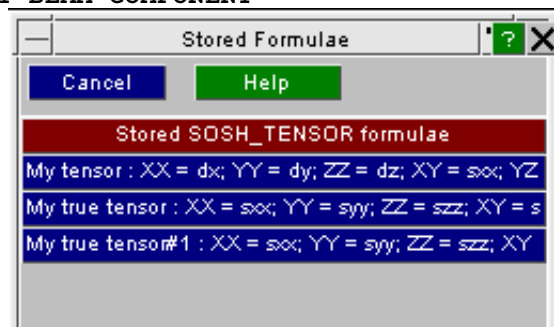 Stored Formulae
?
Cancel
Help
Stored SOSH_TENSOR formulae
My tensor : XX = dx; YY = dy; ZZ = dz; XY = sxx; YZ
My true tensor : XX = sxx; YY = syy; ZZ = szz; XY = s
My true tensor#1 : XX = sxx; YY = syy; ZZ = szz; XY